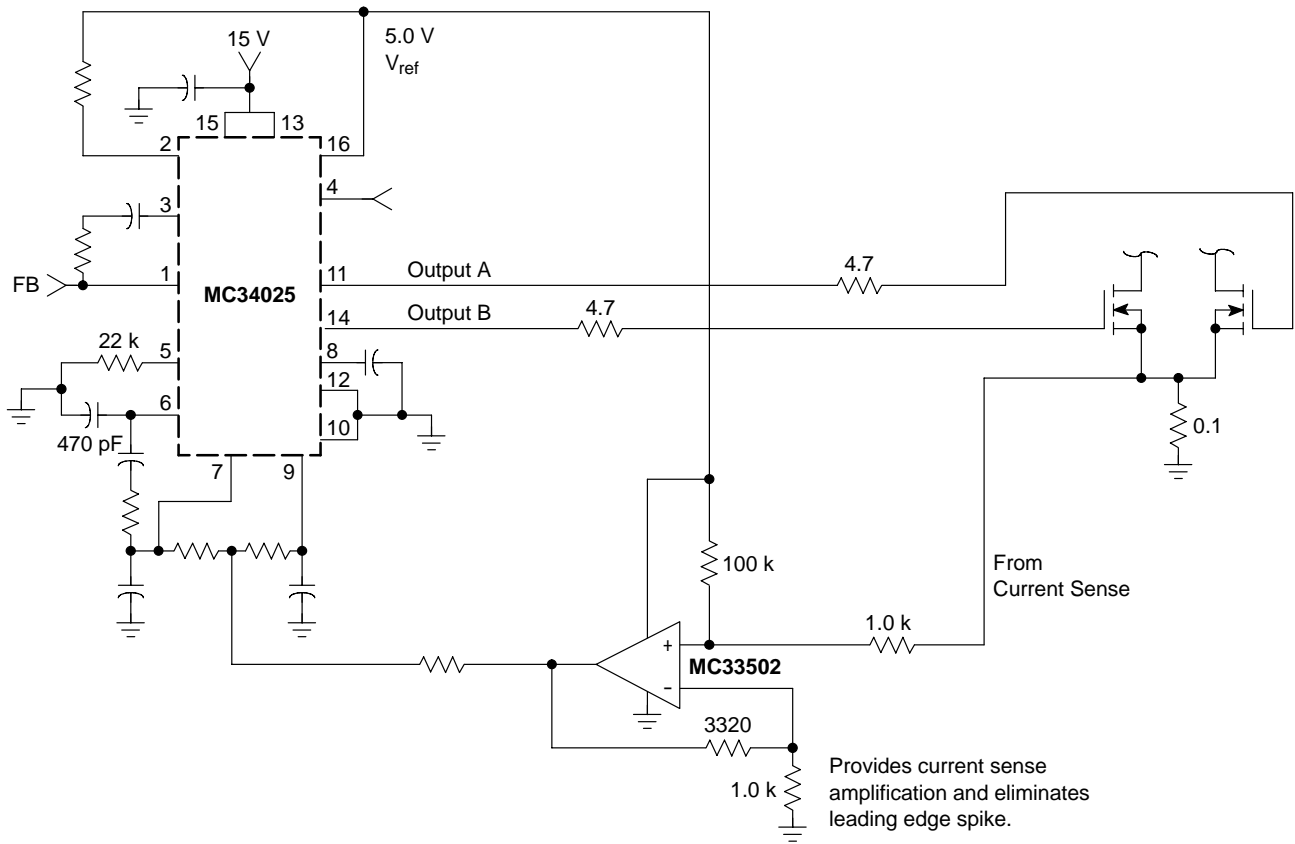 15 V
5.0 V
Vref
15
13
2
16
4
3
FB
1
MC34025
11
Output A
4.7
14
Output B
4.7
22 k
5
8
12
6
10
470 pF
7
9
0.1
100 k
From
Current Sense
1.0 k
+
MC33502
-
3320
1.0 k
Provides current sense
amplification and eliminates
leading edge spike.